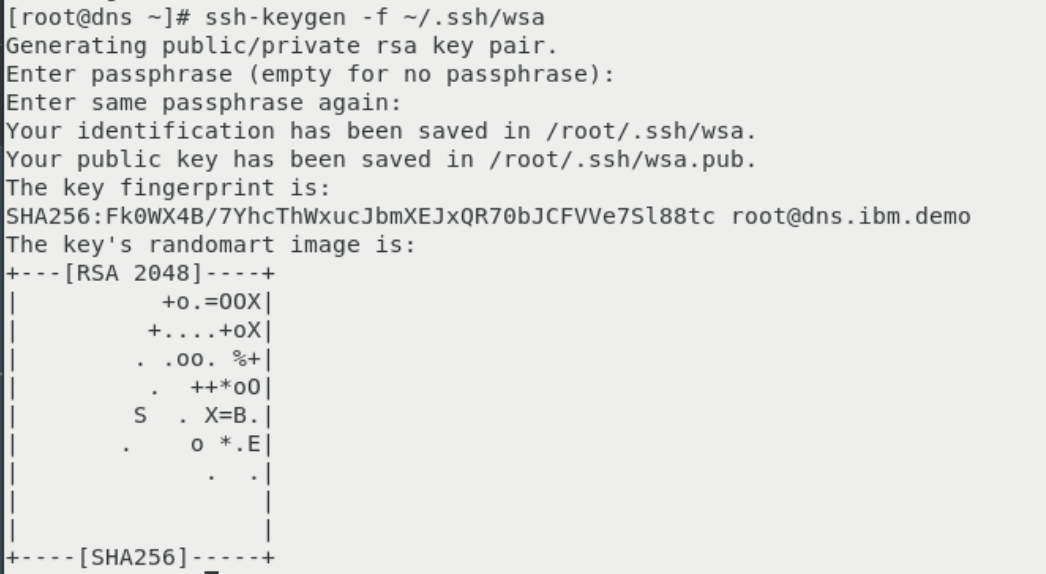 [root@dns ~]# ssh-keygen -f ~/.ssh/wsa
Generating public/private rsa key pair.
Enter passphrase (empty for no passphrase):
Enter same passphrase again:
Your identification has been saved in /root/.ssh/wsa.
Your public key has been saved in /root/.ssh/wsa.pub.
The key fingerprint is:
SHA256:Fk0WX4B/7YhcThWxucJbmXEJxQR70bJCFVVe7Sl88tc root@dns.ibm.demo
The key's randomart image is:
+---[RSA 2048]----+
|          +o.=OOX|
|         +....+oX|
|        . .oo. %+|
|         .  ++*oO|
|        S  . X=B.|
|       .    o *.E|
|             .  .|
|                 |
|                 |
+----[SHA256]-----+